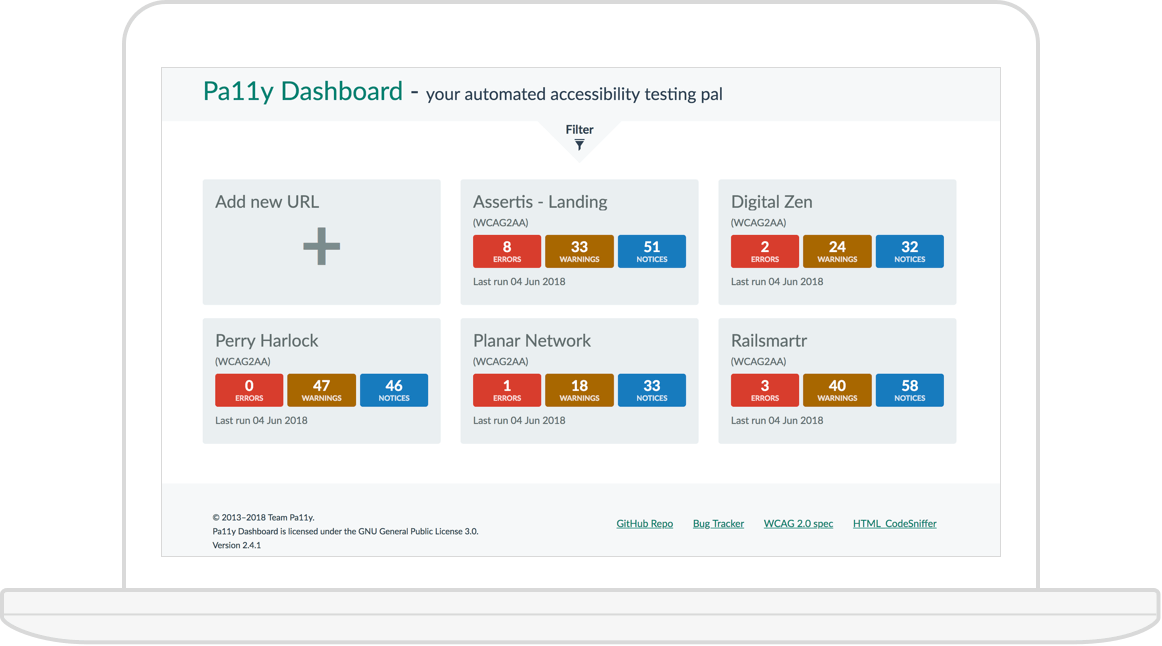 Pa11y Dashboard - your automated accessibility testing pal
Filter
Add new URL
Assertis - Landing
(WCAG2AA)
8 33 51
ERRORS WARNINGS NOTICES
Last run 04 Jun 2018
Digital Zen
(WCAG2AA)
2 24 32
ERRORS WARNINGS NOTICES
Last run 04 Jun 2018
Perry Harlock
(WCAG2AA)
0 47 46
ERRORS WARNINGS NOTICES
Last run 04 Jun 2018
Planar Network
(WCAG2AA)
1 18 33
ERRORS WARNINGS NOTICES
Last run 04 Jun 2018
Railsmartr
(WCAG2AA)
3 40 58
ERRORS WARNINGS NOTICES
Last run 04 Jun 2018
© 2013–2018 Team Pa11y.
Pa11y Dashboard is licensed under the GNU General Public License 3.0.
Version 2.4.1
GitHub Repo Bug Tracker WCAG 2.0 spec HTML_CodeSniffer